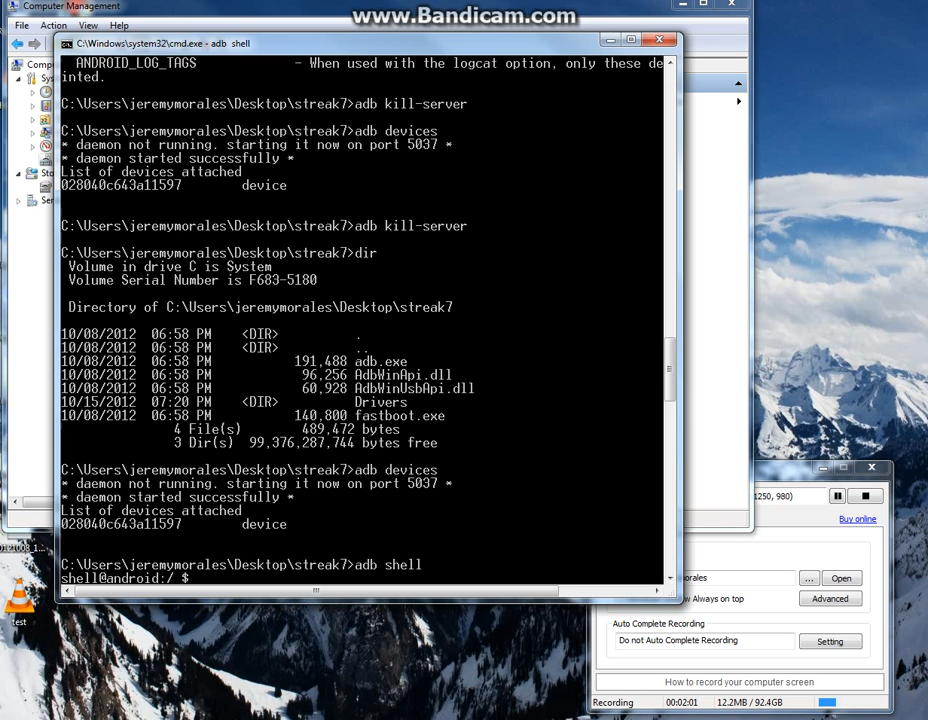 Computer Management
www.Bandicam.com
File Action View Help
C:\Windows\system32\cmd.exe - adb shell
Comp
Sys
Sto
Ser
ANDROID_LOG_TAGS - When used with the logcat option, only these de
inted.
C:\Users\jeremymorales\Desktop\streak7>adb kill-server
C:\Users\jeremymorales\Desktop\streak7>adb devices
* daemon not running. starting it now on port 5037 *
* daemon started successfully *
List of devices attached
028040c643a11597 device
C:\Users\jeremymorales\Desktop\streak7>adb kill-server
C:\Users\jeremymorales\Desktop\streak7>dir
Volume in drive C is System
Volume Serial Number is F683-5180
Directory of C:\Users\jeremymorales\Desktop\streak7
10/08/2012 06:58 PM <DIR> .
10/08/2012 06:58 PM <DIR> ..
10/08/2012 06:58 PM 191,488 adb.exe
10/08/2012 06:58 PM 96,256 AdbWinApi.dll
10/08/2012 06:58 PM 60,928 AdbWinUsbApi.dll
10/15/2012 07:20 PM <DIR> Drivers
10/08/2012 06:58 PM 140,800 fastboot.exe
4 File(s) 489,472 bytes
3 Dir(s) 99,376,287,744 bytes free
C:\Users\jeremymorales\Desktop\streak7>adb devices
* daemon not running. starting it now on port 5037 *
* daemon started successfully *
List of devices attached
028040c643a11597 device
C:\Users\jeremymorales\Desktop\streak7>adb shell
shell@android:/ $
1250, 980)
Buy online
orales ... Open
w Always on top Advanced
Auto Complete Recording
Do not Auto Complete Recording Setting
How to record your computer screen
Recording 00:02:01 12.2MB / 92.4GB
test